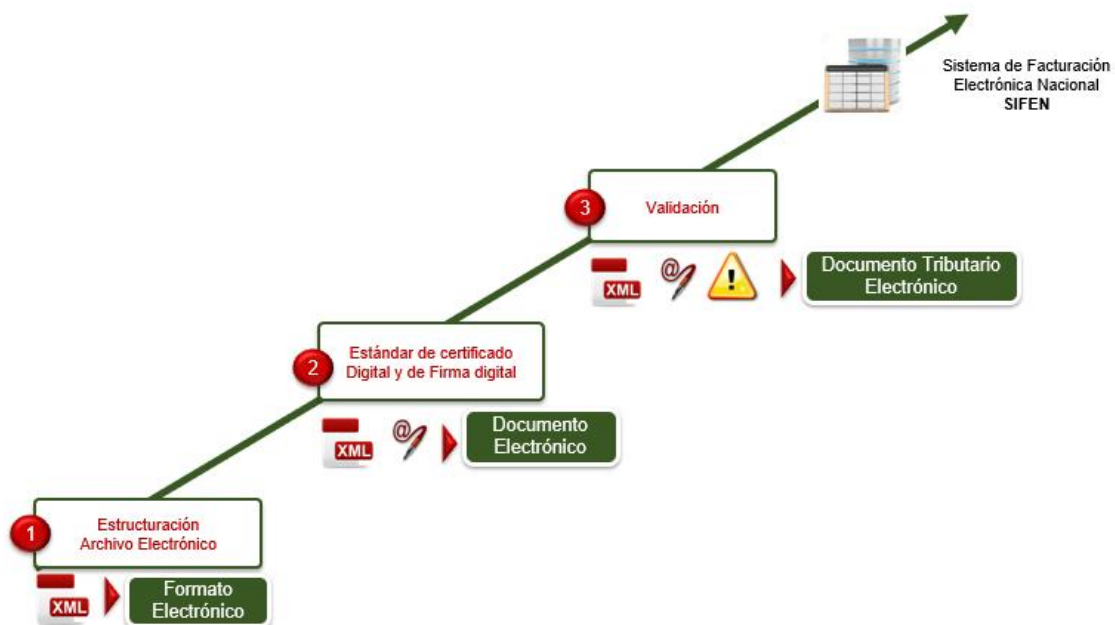 Sistema de Facturación
Electrónica Nacional
SIFEN
3
Validación
XML
@
!
Documento Tributario
Electrónico
2
Estándar de certificado
Digital y de Firma digital
XML
@
Documento
Electrónico
1
Estructuración
Archivo Electrónico
XML
Formato
Electrónico